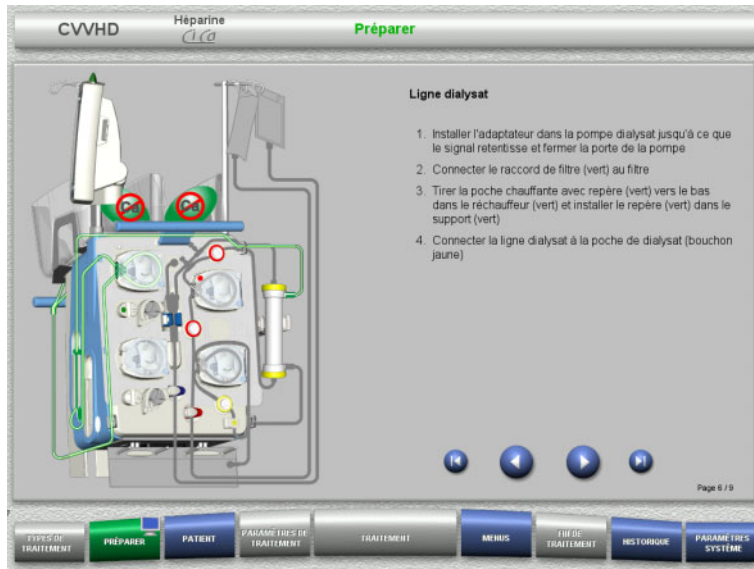 CVVHD
Héparine
CiCa
Préparer
Ligne dialysat
1. Installer l'adaptateur dans la pompe dialysat jusqu'à ce que
le signal retentisse et fermer la porte de la pompe
2. Connecter le raccord de filtre (vert) au filtre
3. Tirer la poche chauffante avec repère (vert) vers le bas
dans le réchauffeur (vert) et installer le repère (vert) dans le
support (vert)
4. Connecter la ligne dialysat à la poche de dialysat (bouchon
jaune)
Ca
Ca
Page 6 / 9
TYPES DE
TRAITEMENT
PRÉPARER
PATIENT
PARAMÈTRES DE
TRAITEMENT
TRAITEMENT
MENUS
FIN DE
TRAITEMENT
HISTORIQUE
PARAMÈTRES
SYSTÈME